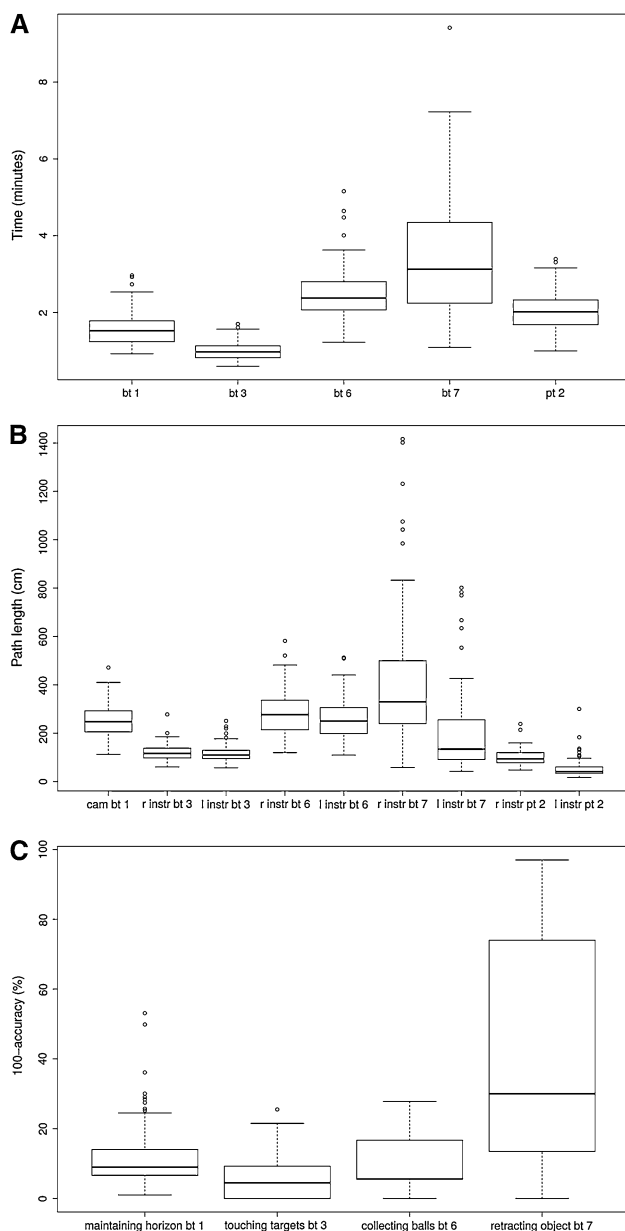 A
Time (minutes)
8
6
4
2
bt 1 bt 3 bt 6 bt 7 pt 2
B
Path length (cm)
1400
1200
1000
800
600
400
200
0
cam bt 1 r instr bt 3 l instr bt 3 r instr bt 6 l instr bt 6 r instr bt 7 l instr bt 7 r instr pt 2 l instr pt 2
C
100-accuracy (%)
100
80
60
40
20
0
maintaining horizon bt 1 touching targets bt 3 collecting balls bt 6 retracting object bt 7